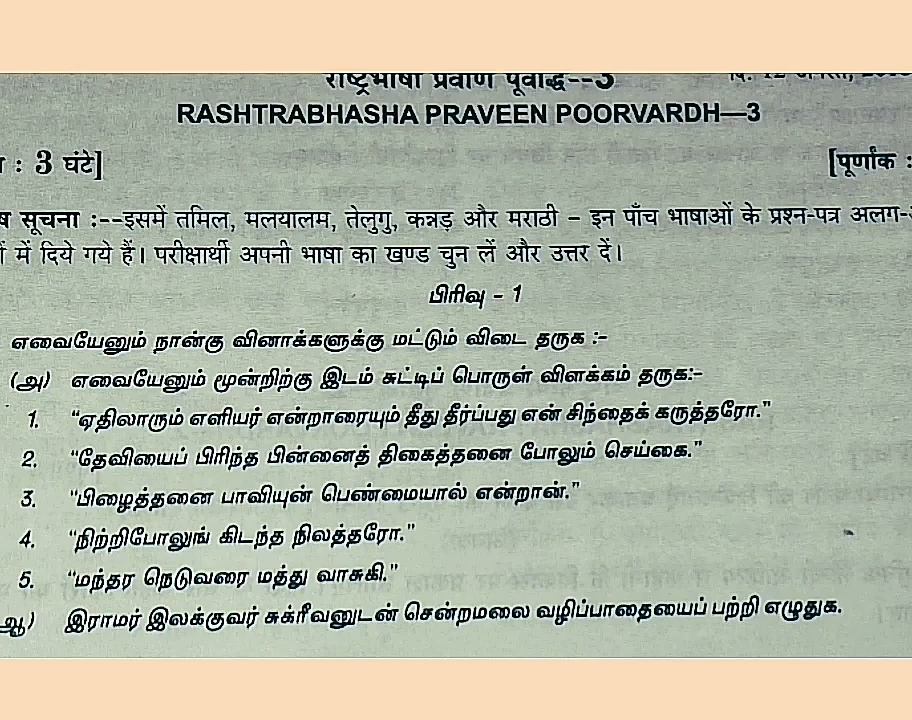 राष्ट्रभाषा प्रवीण पूर्वार्द्ध--3
RASHTRABHASHA PRAVEEN POORVARDH—3
: 3 घंटे] [पूर्णांक :
सूचना :--इसमें तमिल, मलयालम, तेलुगु, कन्नड़ और मराठी – इन पाँच भाषाओं के प्रश्न-पत्र अलग-
में दिये गये हैं। परीक्षार्थी अपनी भाषा का खण्ड चुन लें और उत्तर दें।
பிரிவு – 1
எவையேனும் நான்கு வினாக்களுக்கு மட்டும் விடை தருக :–
(அ) எவையேனும் மூன்றிற்கு இடம் சுட்டிப் பொருள் விளக்கம் தருக:–
1. “ஏதிலாரும் எளியர் என்றாரையும் தீது தீர்ப்பது என் சிந்தைக் கருத்தரோ.”
2. “தேவியைப் பிரிந்த பின்னைத் திகைத்தனை போலும் செய்கை.”
3. “பிழைத்தனை பாவியுன் பெண்மையால் என்றான்.”
4. “நிற்றிபோலுங் கிடந்த நிலத்தரோ.”
5. “மந்தர நெடுவரை மத்து வாசுகி.”
ஆ) இராமர் இலக்குவர் சுக்ரீவனுடன் சென்றமலை வழிப்பாதையைப் பற்றி எழுதுக.